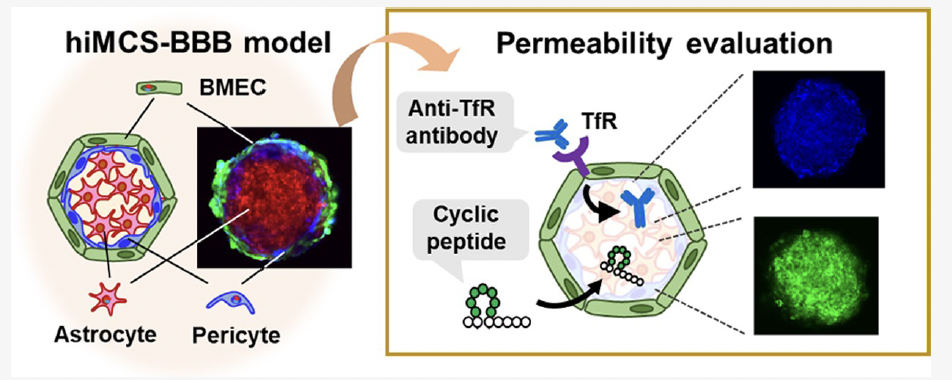 hiMCS-BBB model
BMEC
Astrocyte
Pericyte
Permeability evaluation
Anti-TfR
antibody
TfR
Cyclic
peptide